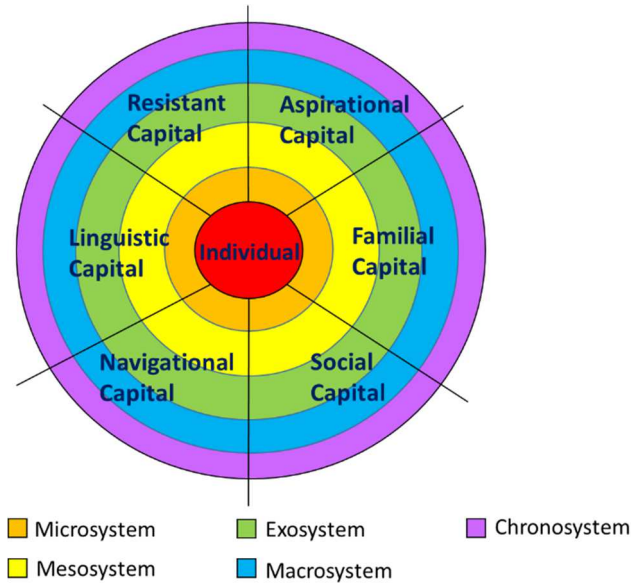 Resistant
Capital
Aspirational
Capital
Linguistic
Capital
Individual
Familial
Capital
Navigational
Capital
Social
Capital
Microsystem
Exosystem
Chronosystem
Mesosystem
Macrosystem